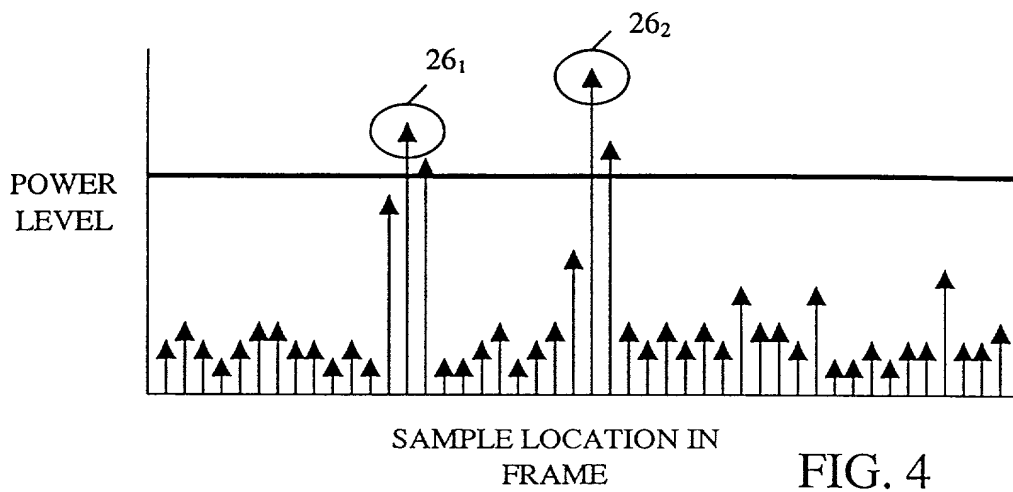 26₁
26₂
POWER
LEVEL
SAMPLE LOCATION IN
FRAME
FIG. 4